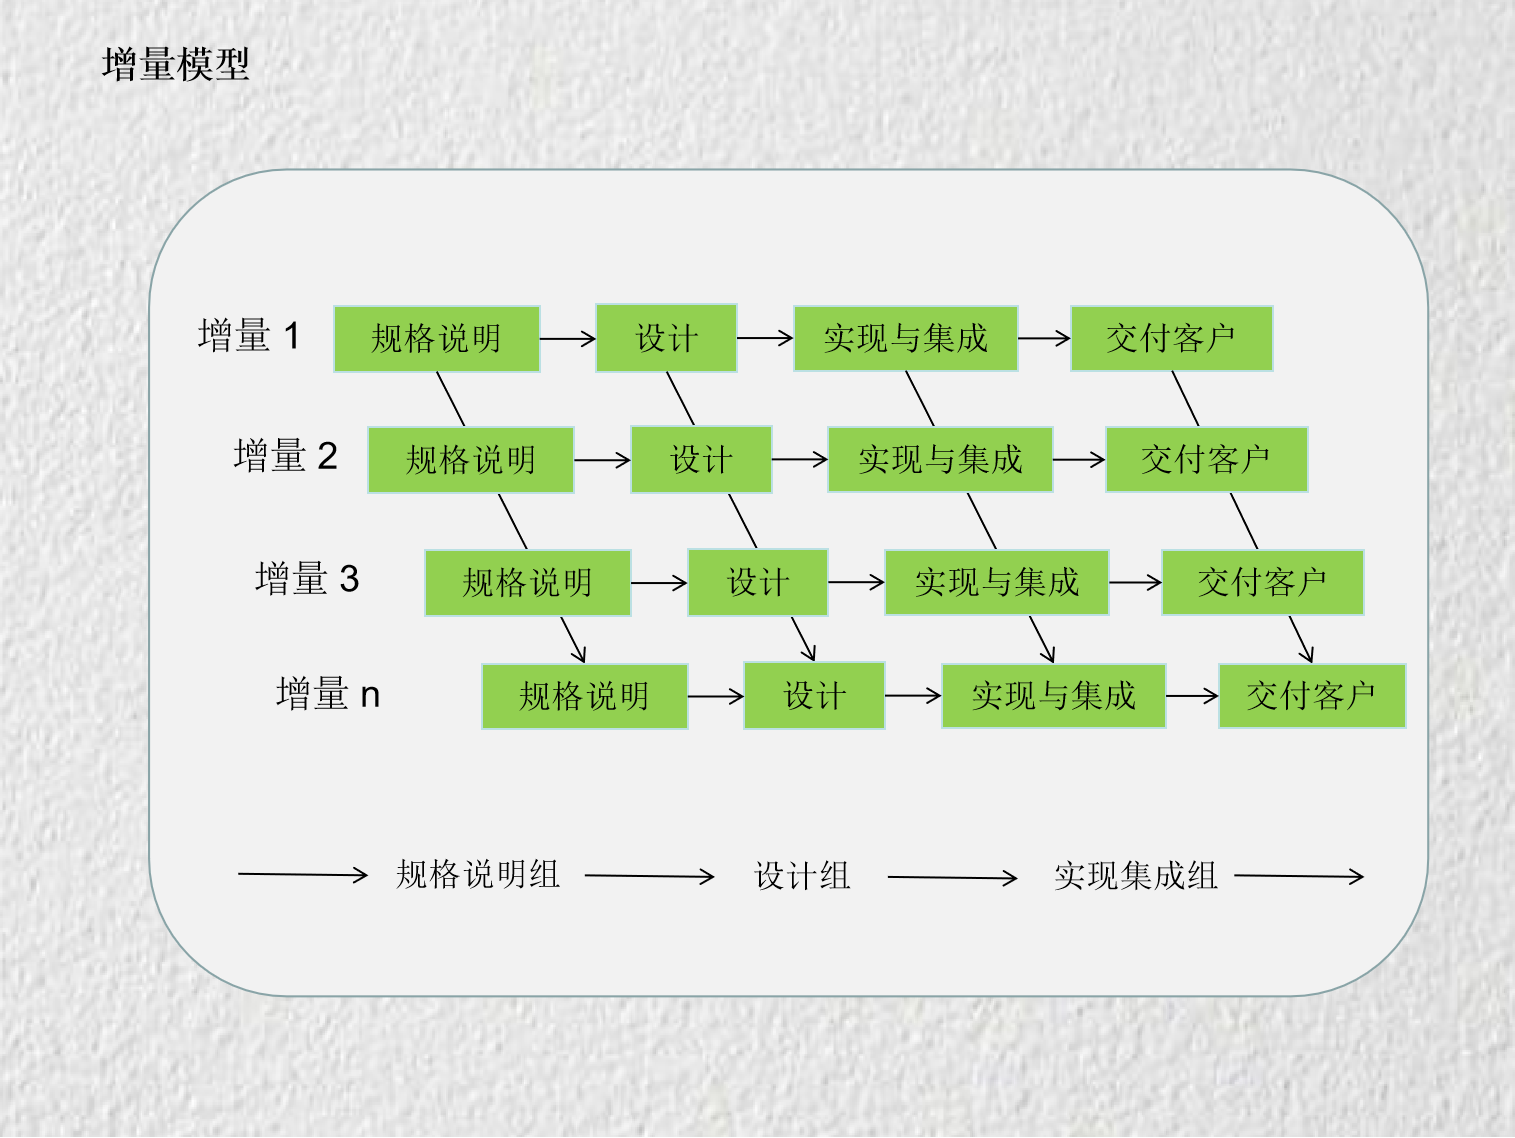 增量模型
增量 1 规格说明 设计 实现与集成 交付客户
增量 2 规格说明 设计 实现与集成 交付客户
增量 3 规格说明 设计 实现与集成 交付客户
增量 n 规格说明 设计 实现与集成 交付客户
规格说明组 设计组 实现集成组